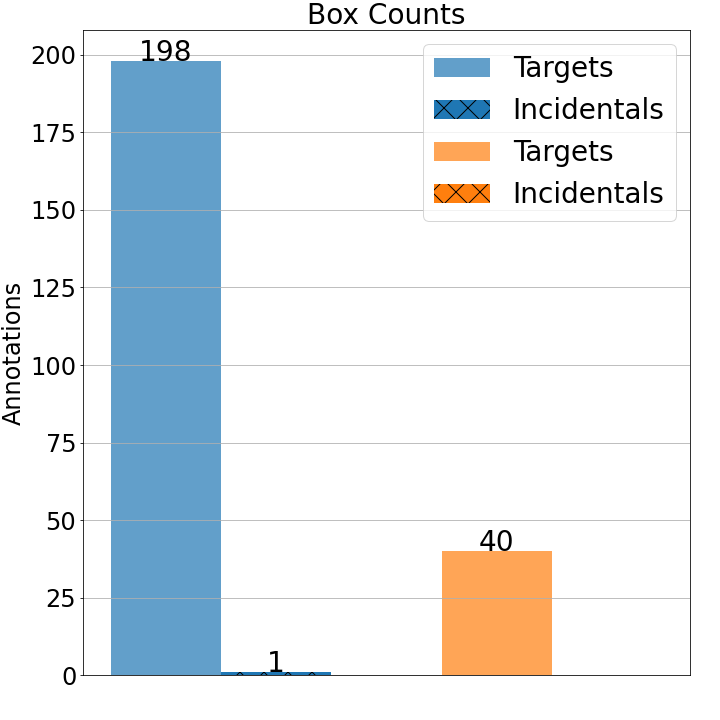 Box Counts
198
Targets
Incidentals
Targets
Incidentals
200
175
150
125
100
75
50
25
0
Annotations
40
1